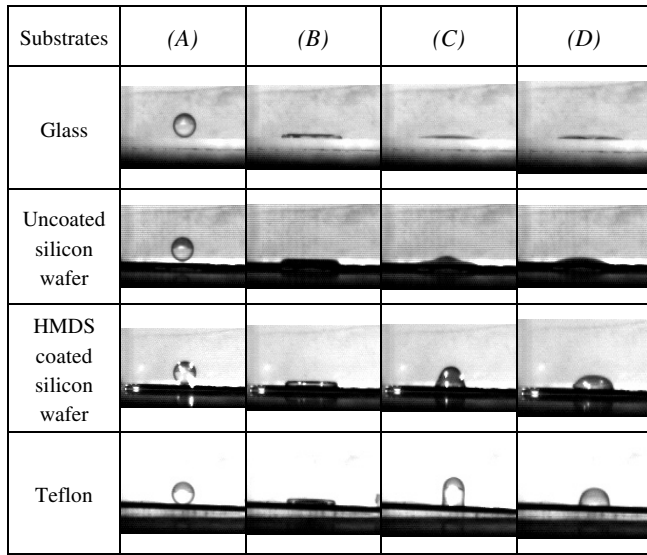 Substrates (A) (B) (C) (D)
Glass
Uncoated
silicon
wafer
HMDS
coated
silicon
wafer
Teflon